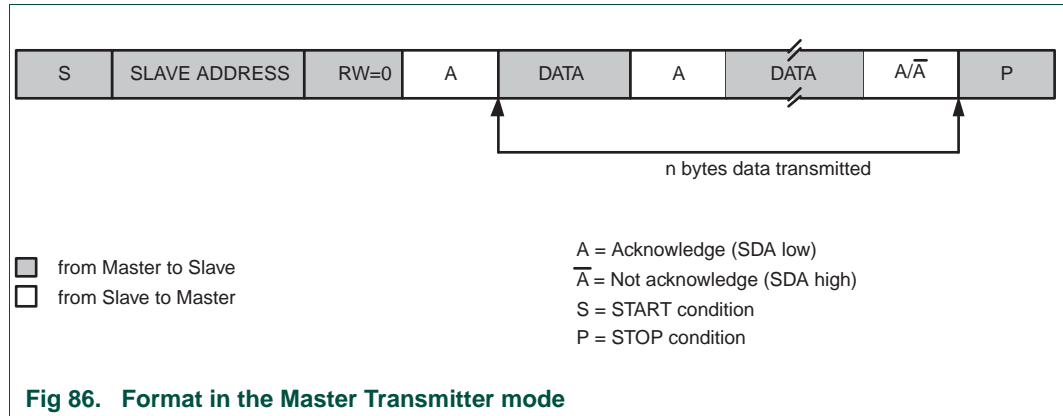 S SLAVE ADDRESS RW=0 A DATA A DATA A/A̅ P
n bytes data transmitted
from Master to Slave
from Slave to Master
A = Acknowledge (SDA low)
A̅ = Not acknowledge (SDA high)
S = START condition
P = STOP condition
Fig 86. Format in the Master Transmitter mode